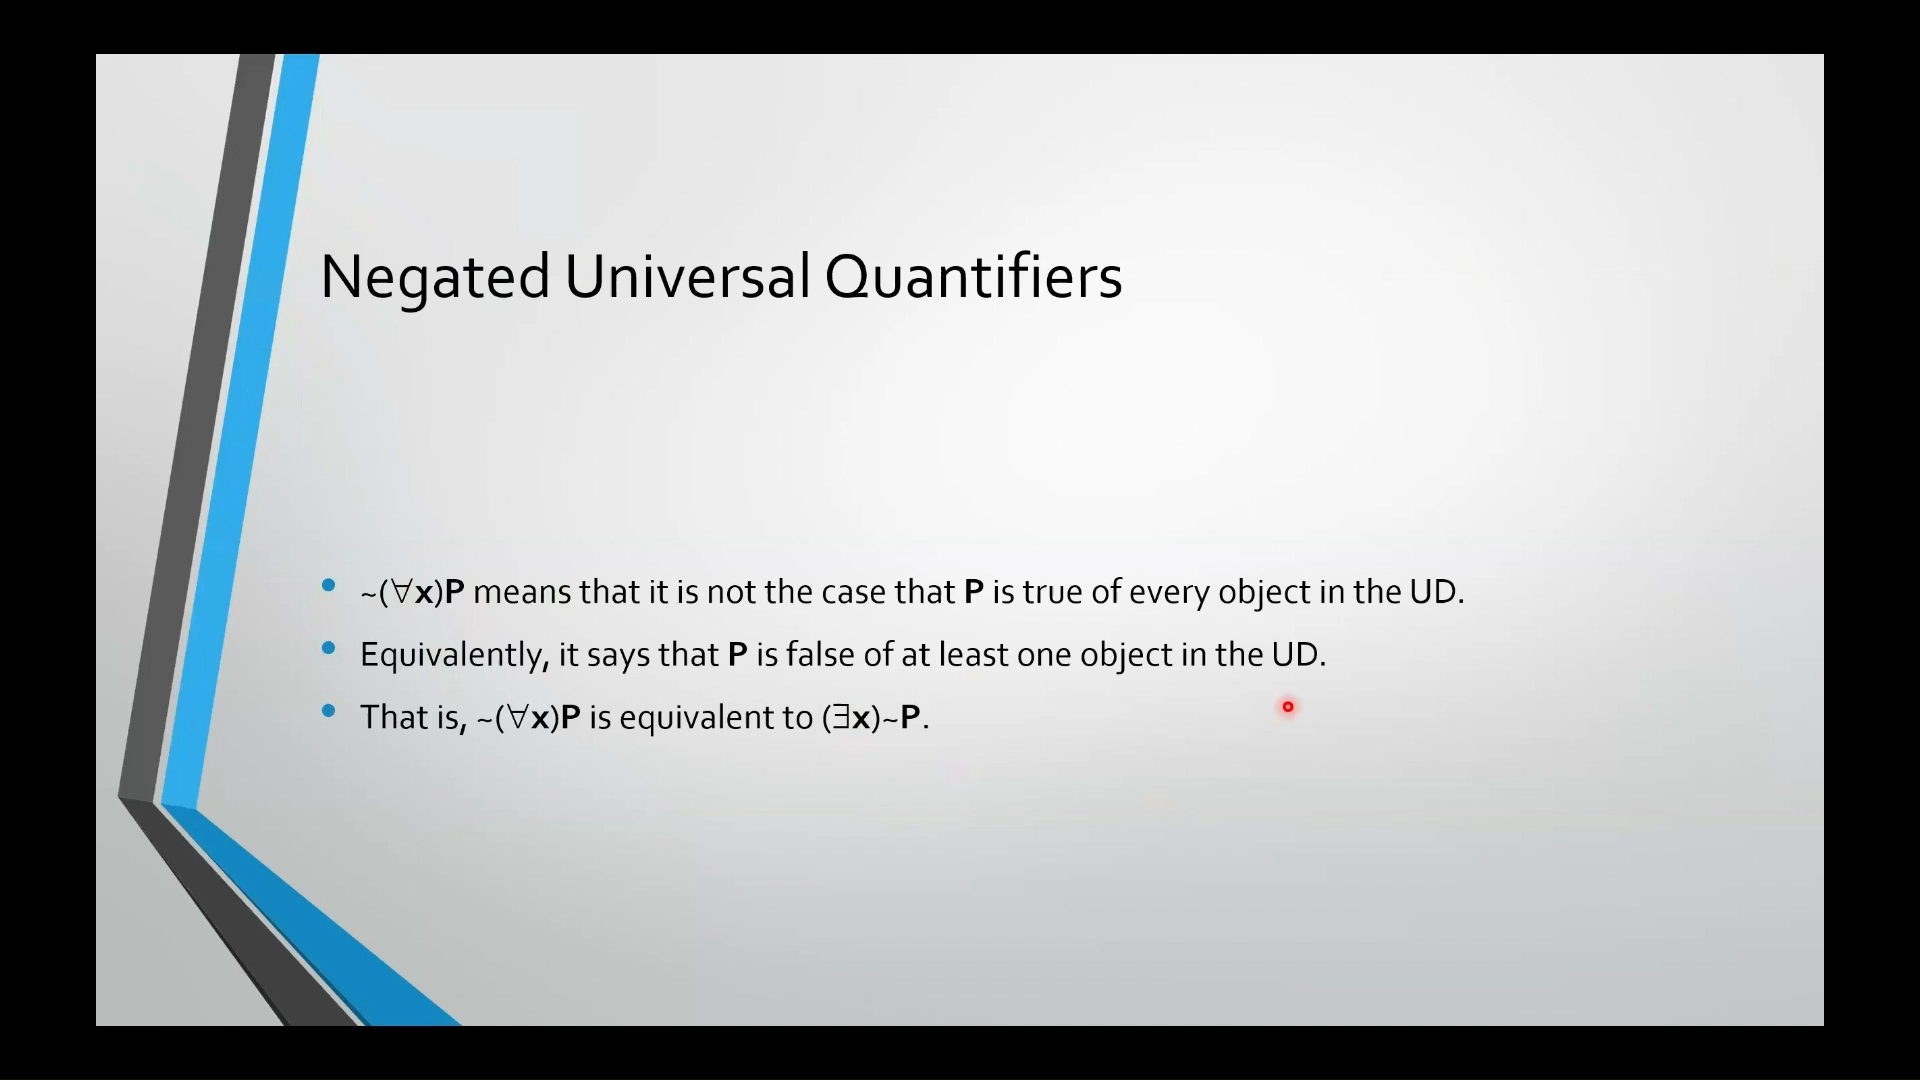 Negated Universal Quantifiers
• ~(∀x)P means that it is not the case that P is true of every object in the UD.
• Equivalently, it says that P is false of at least one object in the UD.
• That is, ~(∀x)P is equivalent to (∃x)~P.